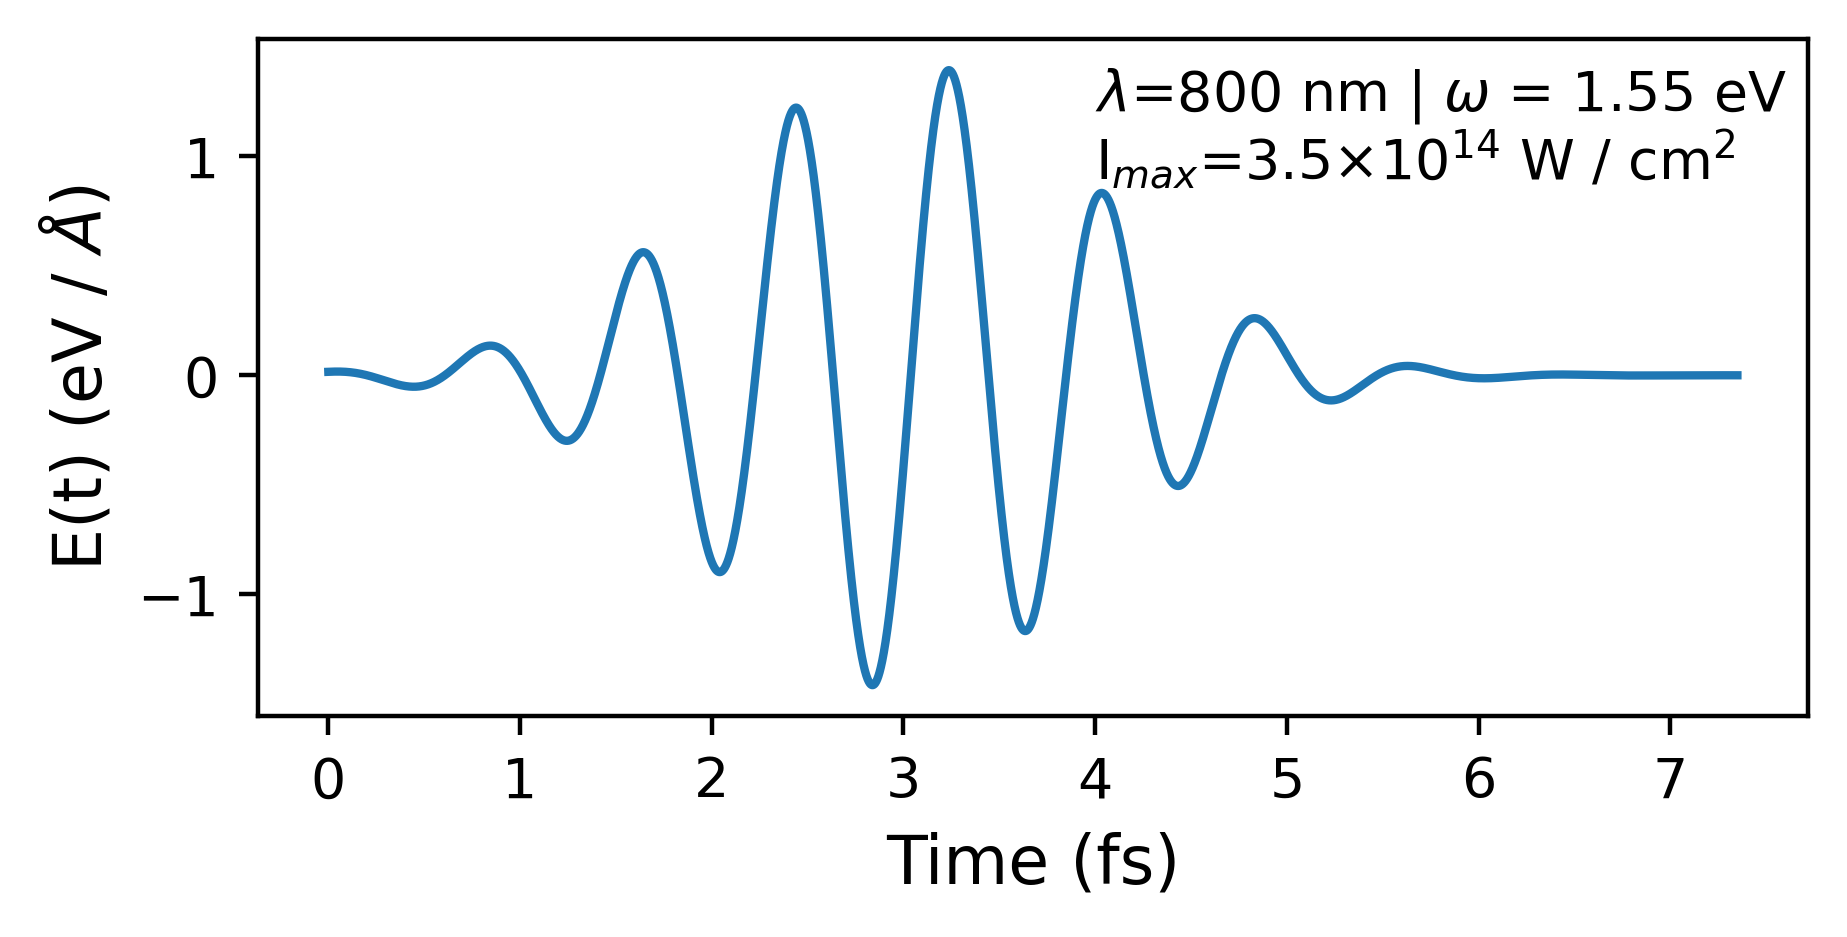 λ=800 nm | ω = 1.55 eV
I_max=3.5×10¹⁴ W / cm²
E(t) (eV / Å)
1
0
−1
0 1 2 3 4 5 6 7
Time (fs)